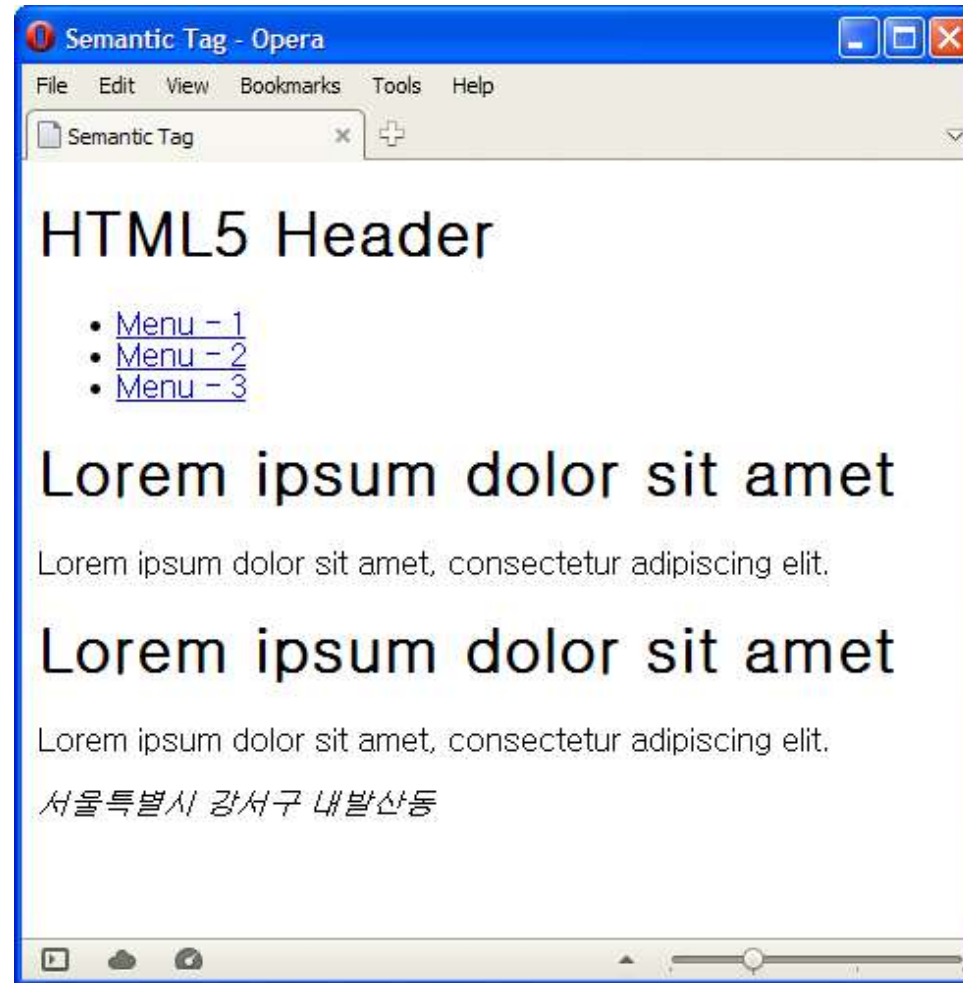 Semantic Tag - Opera
File Edit View Bookmarks Tools Help
Semantic Tag
HTML5 Header
Menu - 1
Menu - 2
Menu - 3
Lorem ipsum dolor sit amet
Lorem ipsum dolor sit amet, consectetur adipiscing elit.
Lorem ipsum dolor sit amet
Lorem ipsum dolor sit amet, consectetur adipiscing elit.
서울특별시 강서구 내발산동